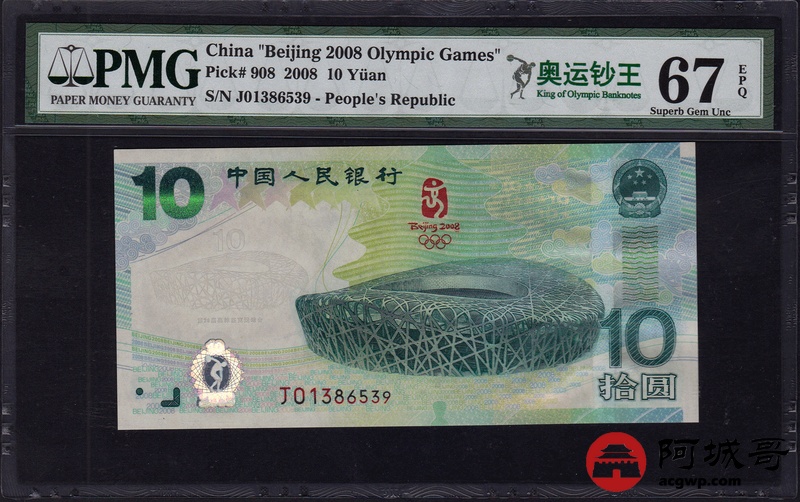 PMG
PAPER MONEY GUARANTY
China "Beijing 2008 Olympic Games"
Pick# 908 2008 10 Yüan
S/N J01386539 - People's Republic
奥运钞王
King of Olympic Banknotes
67
EPQ
Superb Gem Unc
10
中国人民银行
Beijing 2008
10
10
拾圆
J01386539
阿城哥
acgwp.com